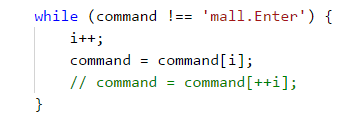 while (command !== 'mall.Enter') {
    i++;
    command = command[i];
    // command = command[++i];
}